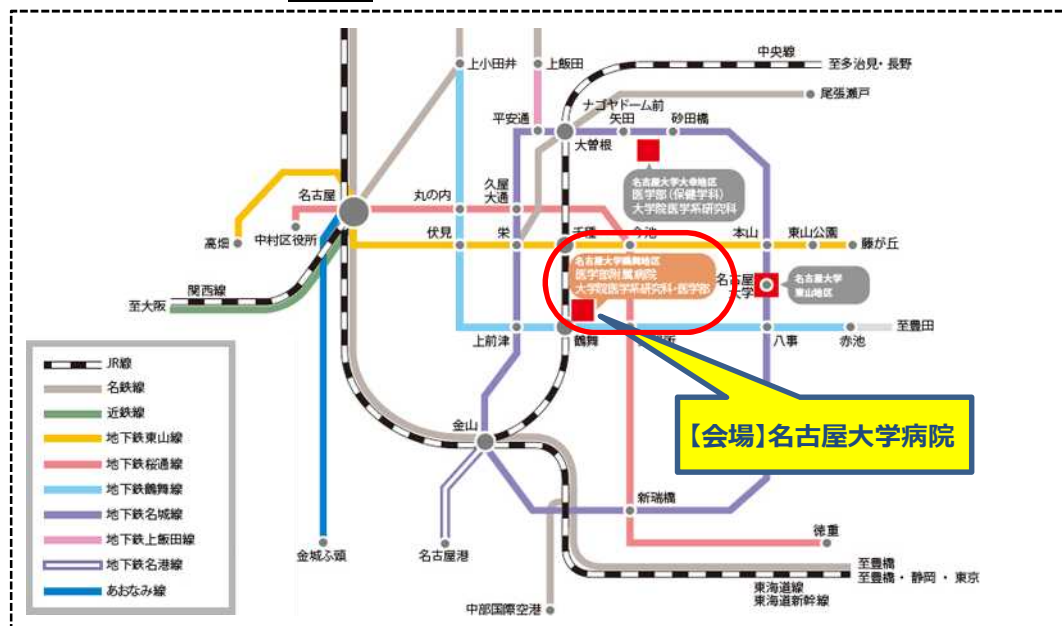 中央線
至多治見・長野
上小田井
上飯田
尾張瀬戸
ナゴヤドーム前
矢田
砂田橋
平安通
大曽根
名古屋大学大幸地区
医学部(保健学科)
大学院医学系研究科
名古屋
丸の内
久屋
大通
高畑
中村区役所
伏見
栄
千種
今池
本山
東山公園
藤が丘
名古屋大学鶴舞地区
医学部附属病院
大学院医学系研究科・医学部
名古屋
大学
名古屋大学
東山地区
関西線
至大阪
上前津
鶴舞
八事
赤池
至豊田
【会場】名古屋大学病院
JR線
名鉄線
近鉄線
地下鉄東山線
地下鉄桜通線
地下鉄鶴舞線
地下鉄名城線
地下鉄上飯田線
地下鉄名港線
あおなみ線
金山
新瑞橋
徳重
金城ふ頭
名古屋港
中部国際空港
至豊橋
至豊橋・静岡・東京
東海道線
東海道新幹線